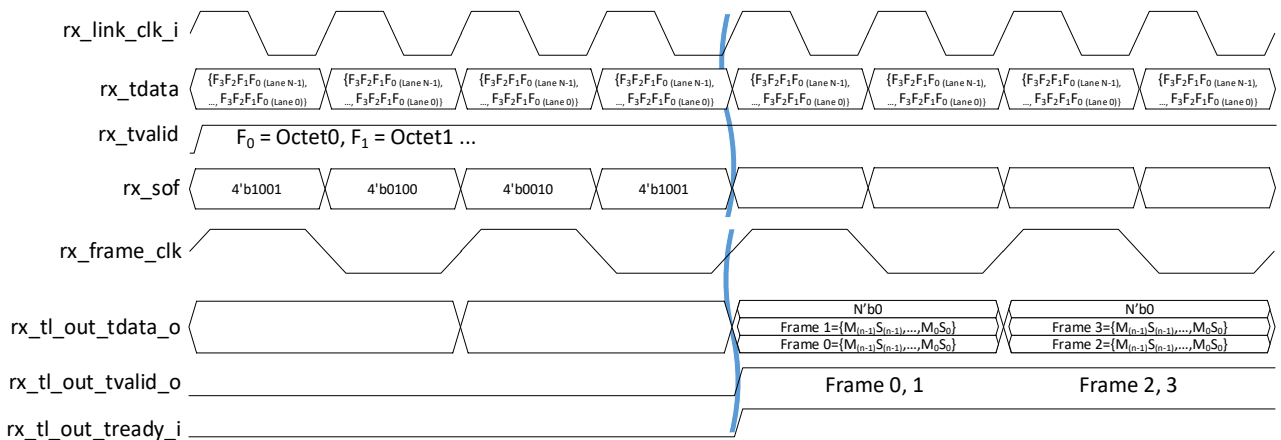 rx_link_clk_i
rx_tdata
{F₃F₂F₁F₀ (Lane N-1), {F₃F₂F₁F₀ (Lane N-1), {F₃F₂F₁F₀ (Lane N-1), {F₃F₂F₁F₀ (Lane N-1), {F₃F₂F₁F₀ (Lane N-1), {F₃F₂F₁F₀ (Lane N-1), {F₃F₂F₁F₀ (Lane N-1), {F₃F₂F₁F₀ (Lane N-1),
..., F₃F₂F₁F₀ (Lane 0)} ..., F₃F₂F₁F₀ (Lane 0)} ..., F₃F₂F₁F₀ (Lane 0)} ..., F₃F₂F₁F₀ (Lane 0)} ..., F₃F₂F₁F₀ (Lane 0)} ..., F₃F₂F₁F₀ (Lane 0)} ..., F₃F₂F₁F₀ (Lane 0)} ..., F₃F₂F₁F₀ (Lane 0)}
rx_tvalid
F₀ = Octet0, F₁ = Octet1 ...
rx_sof
4'b1001 4'b0100 4'b0010 4'b1001
rx_frame_clk
rx_tl_out_tdata_o
N'b0 N'b0
Frame 1={M₍ₙ₋₁₎S₍ₙ₋₁₎,...,M₀S₀} Frame 3={M₍ₙ₋₁₎S₍ₙ₋₁₎,...,M₀S₀}
Frame 0={M₍ₙ₋₁₎S₍ₙ₋₁₎,...,M₀S₀} Frame 2={M₍ₙ₋₁₎S₍ₙ₋₁₎,...,M₀S₀}
rx_tl_out_tvalid_o
Frame 0, 1 Frame 2, 3
rx_tl_out_tready_i